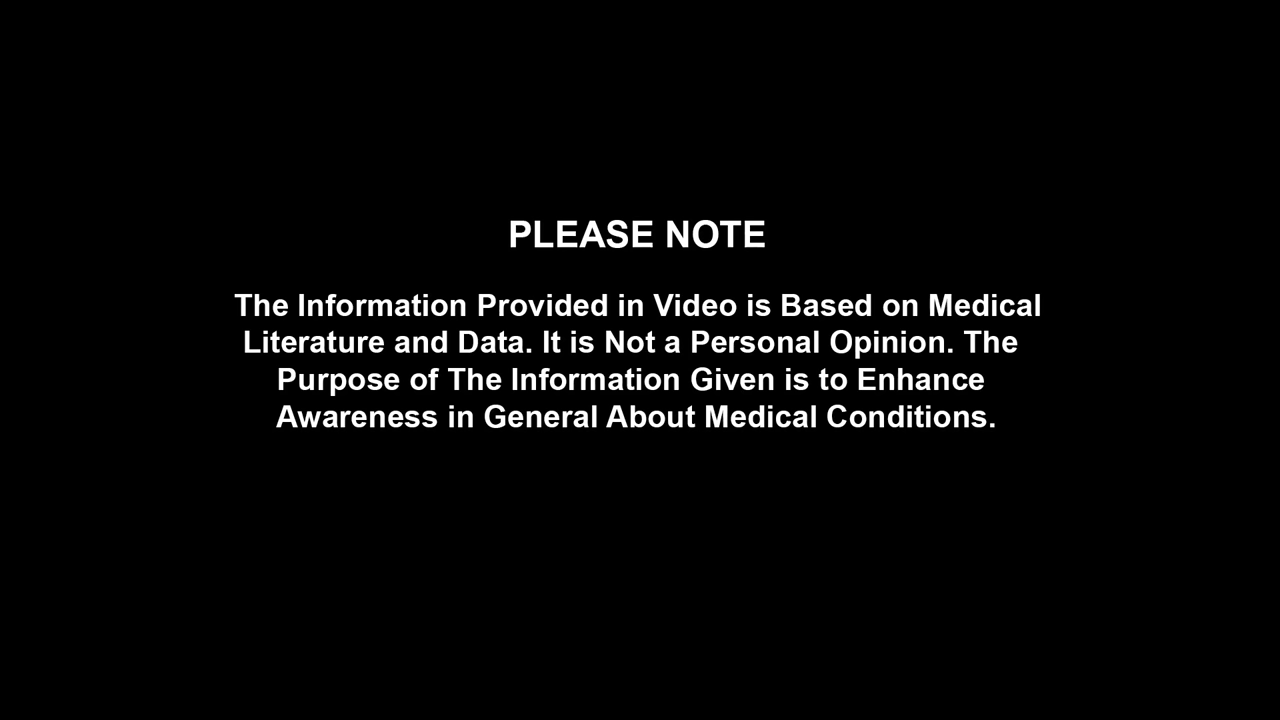 PLEASE NOTE
The Information Provided in Video is Based on Medical
Literature and Data. It is Not a Personal Opinion. The
Purpose of The Information Given is to Enhance
Awareness in General About Medical Conditions.